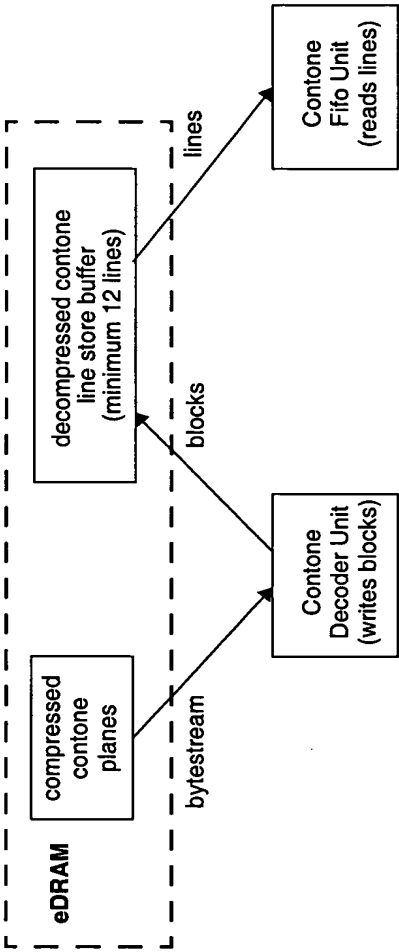 eDRAM
compressed
contone
planes
decompressed contone
line store buffer
(minimum 12 lines)
bytestream
blocks
lines
Contone
Decoder Unit
(writes blocks)
Contone
Fifo Unit
(reads lines)